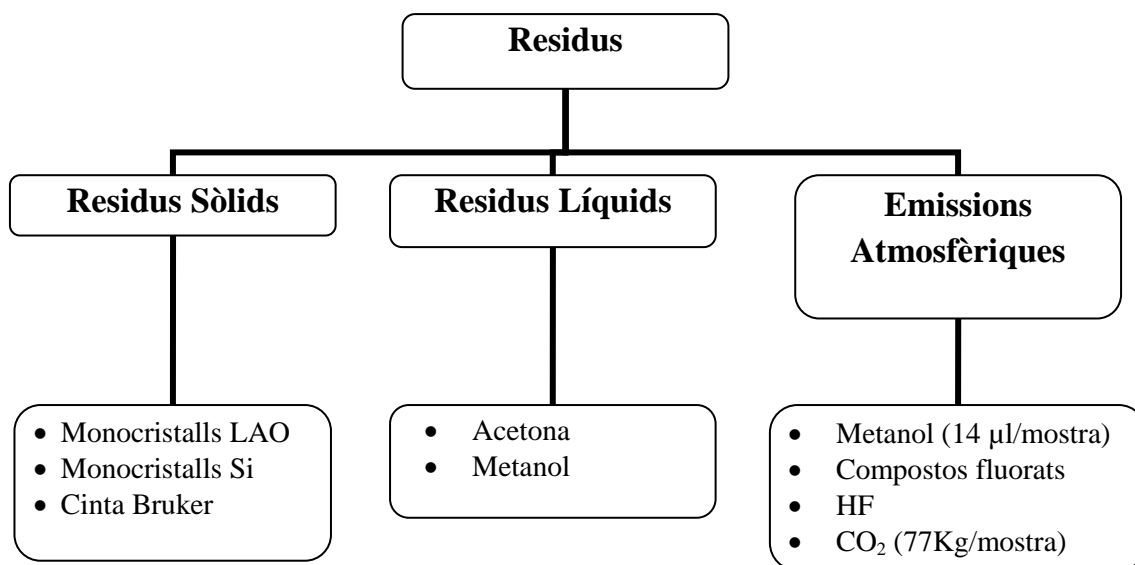 Residus
Residus Sòlids
Residus Líquids
Emissions
Atmosfèriques
• Monocristalls LAO
• Monocristalls Si
• Cinta Bruker
• Acetona
• Metanol
• Metanol (14 µl/mostra)
• Compostos fluorats
• HF
• CO₂ (77Kg/mostra)